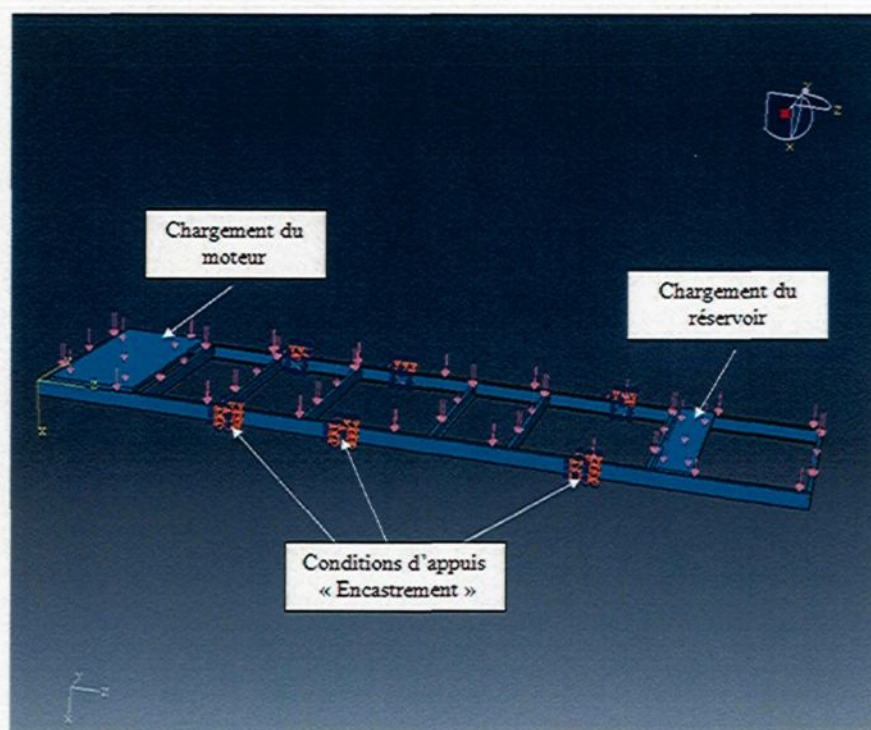 Chargement du
moteur
Chargement du
réservoir
Conditions d'appuis
« Encastrement »